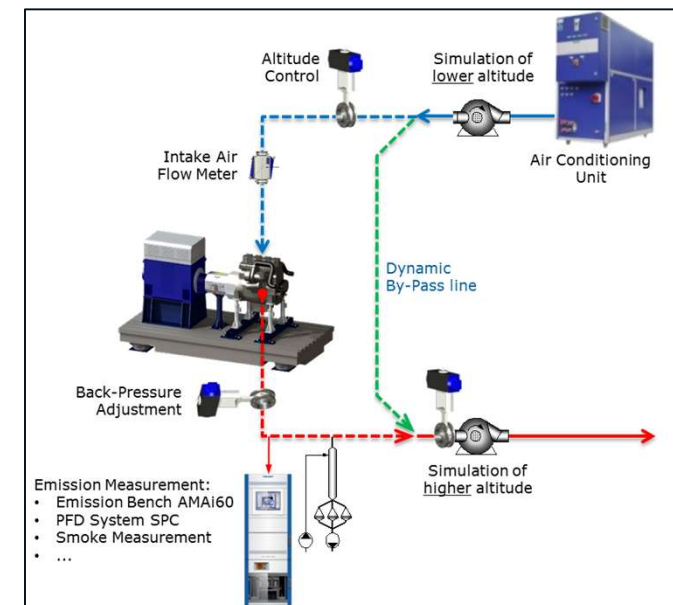 Altitude
Control
Simulation of
lower altitude
Air Conditioning
Unit
Intake Air
Flow Meter
Dynamic
By-Pass line
Back-Pressure
Adjustment
Simulation of
higher altitude
Emission Measurement:
• Emission Bench AMAi60
• PFD System SPC
• Smoke Measurement
• ...